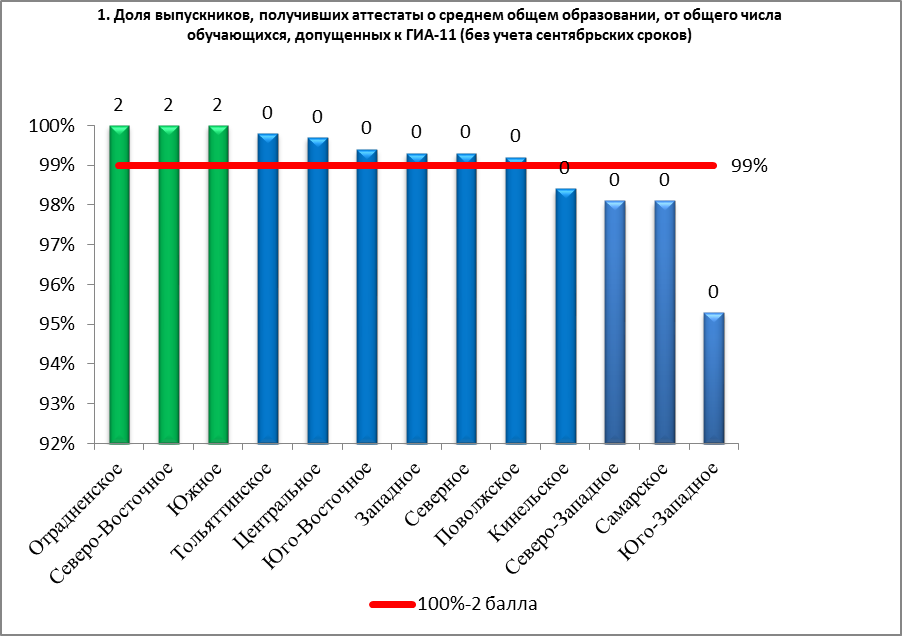 1. Доля выпускников, получивших аттестаты о среднем общем образовании, от общего числа
обучающихся, допущенных к ГИА-11 (без учета сентябрьских сроков)
2 2 2 0 0 0 0 0 0 0 0 0 0
100%
99%
98%
97%
96%
95%
94%
93%
92%
99%
Отрадненское
Северо-Восточное
Южное
Тольяттинское
Центральное
Юго-Восточное
Западное
Северное
Поволжское
Кинельское
Северо-Западное
Самарское
Юго-Западное
100%-2 балла